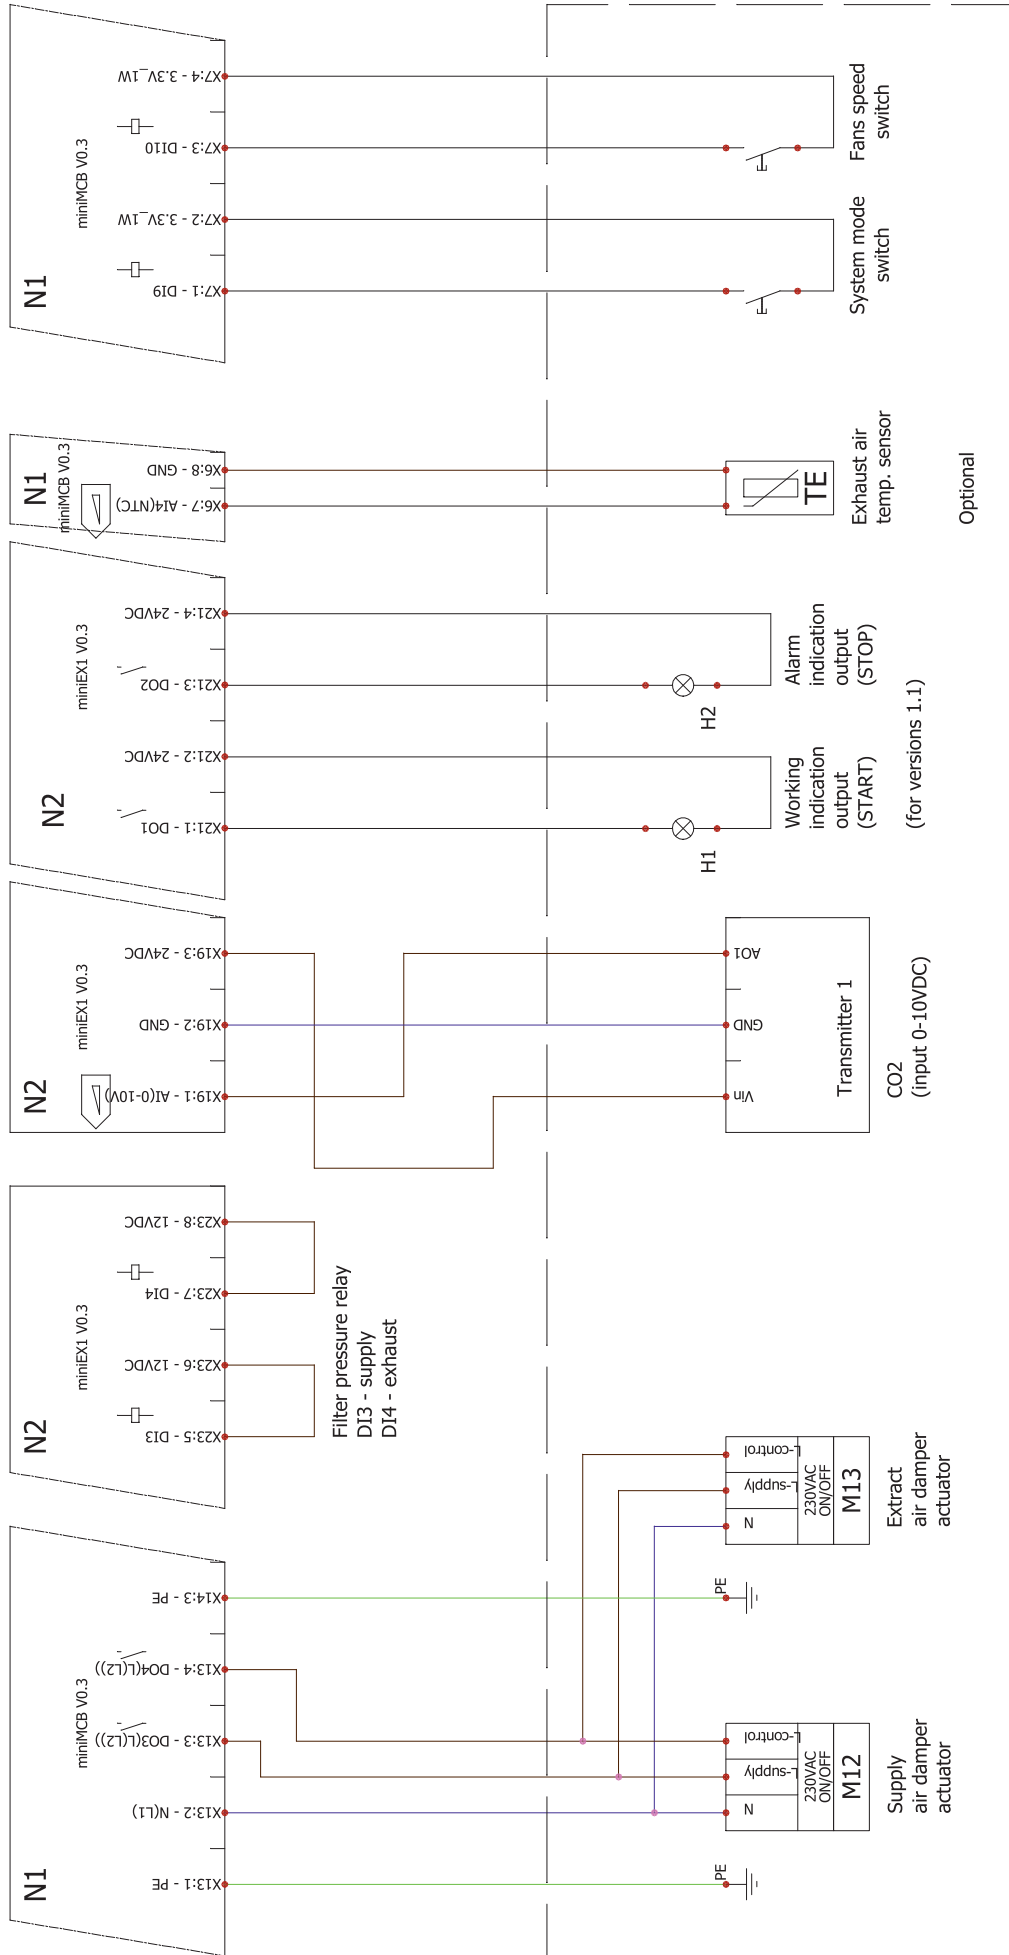 N1
miniMCB V0.3
X7:4 - 3.3V_1W
X7:3 - DI10
X7:2 - 3.3V_1W
X7:1 - DI9
Fans speed
switch
System mode
switch
N1
miniMCB V0.3
X6:8 - GND
X6:7 - AI4(NTC)
TE
Exhaust air
temp. sensor
Optional
N2
miniEX1 V0.3
X21:4 - 24VDC
X21:3 - DO2
X21:2 - 24VDC
X21:1 - DO1
H2
H1
Alarm
indication
output
(STOP)
Working
indication
output
(START)
(for versions 1.1)
N2
miniEX1 V0.3
X19:3 - 24VDC
X19:2 - GND
X19:1 - AI(0-10V)
AO1
GND
Vin
Transmitter 1
CO2
(input 0-10VDC)
N2
miniEX1 V0.3
X23:8 - 12VDC
X23:7 - DI4
X23:6 - 12VDC
X23:5 - DI3
Filter pressure relay
DI3 - supply
DI4 - exhaust
N1
miniMCB V0.3
X14:3 - PE
X13:4 - DO4(L(L2))
X13:3 - DO3(L(L2))
X13:2 - N(L1)
X13:1 - PE
L-control
L-supply
N
230VAC
ON/OFF
M13
Extract
air damper
actuator
PE
L-control
L-supply
N
230VAC
ON/OFF
M12
Supply
air damper
actuator
PE